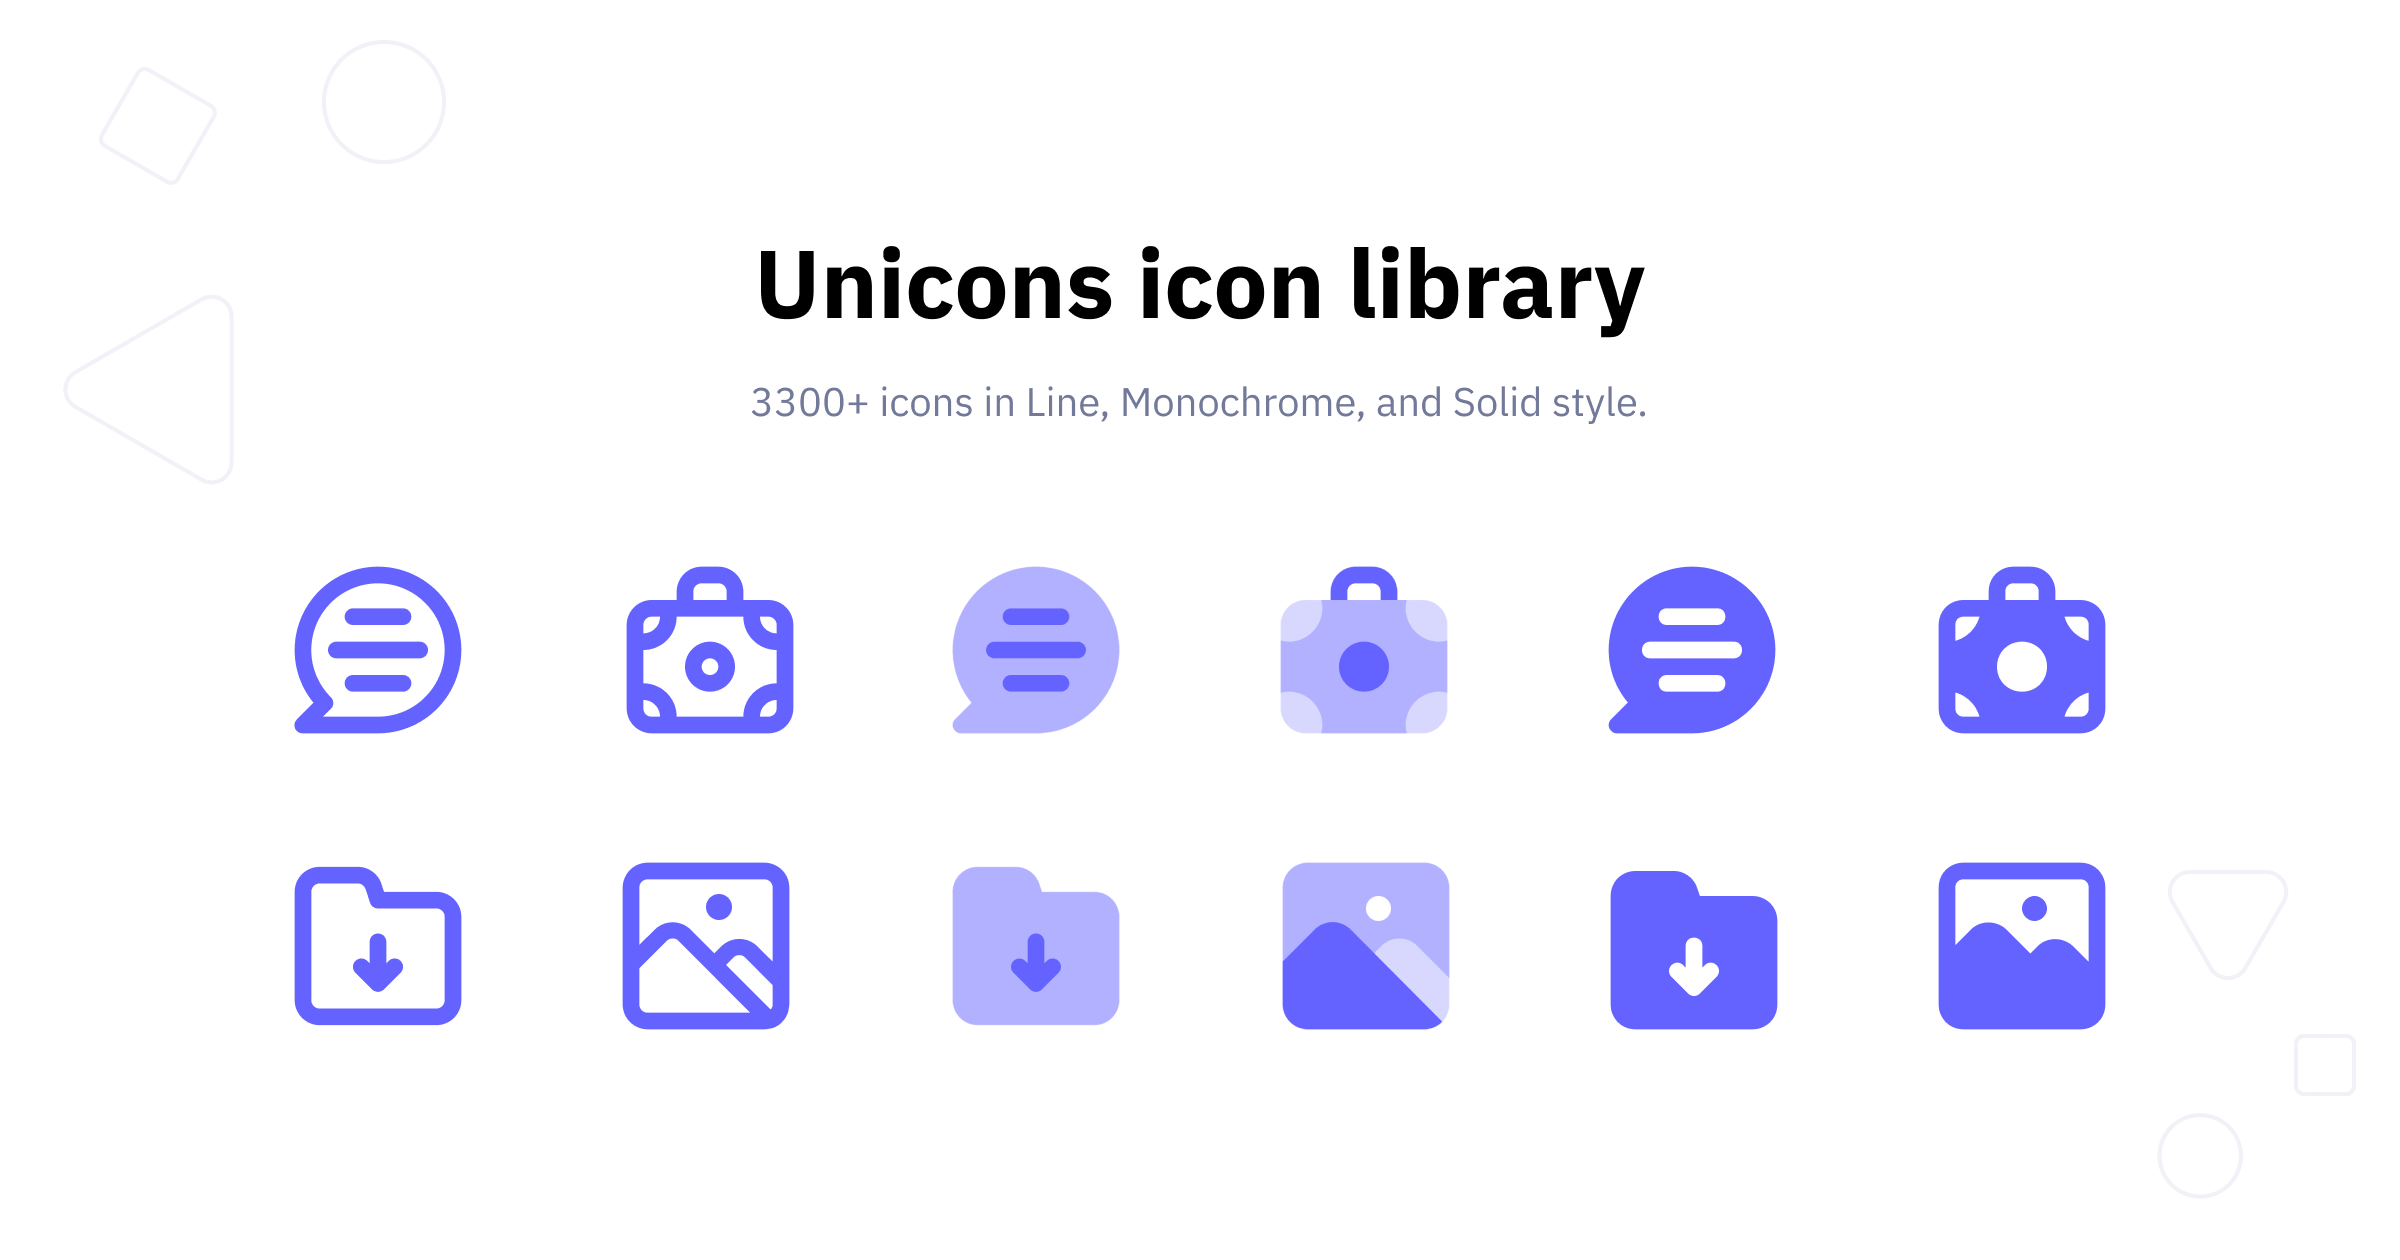 Unicons icon library
3300+ icons in Line, Monochrome, and Solid style.